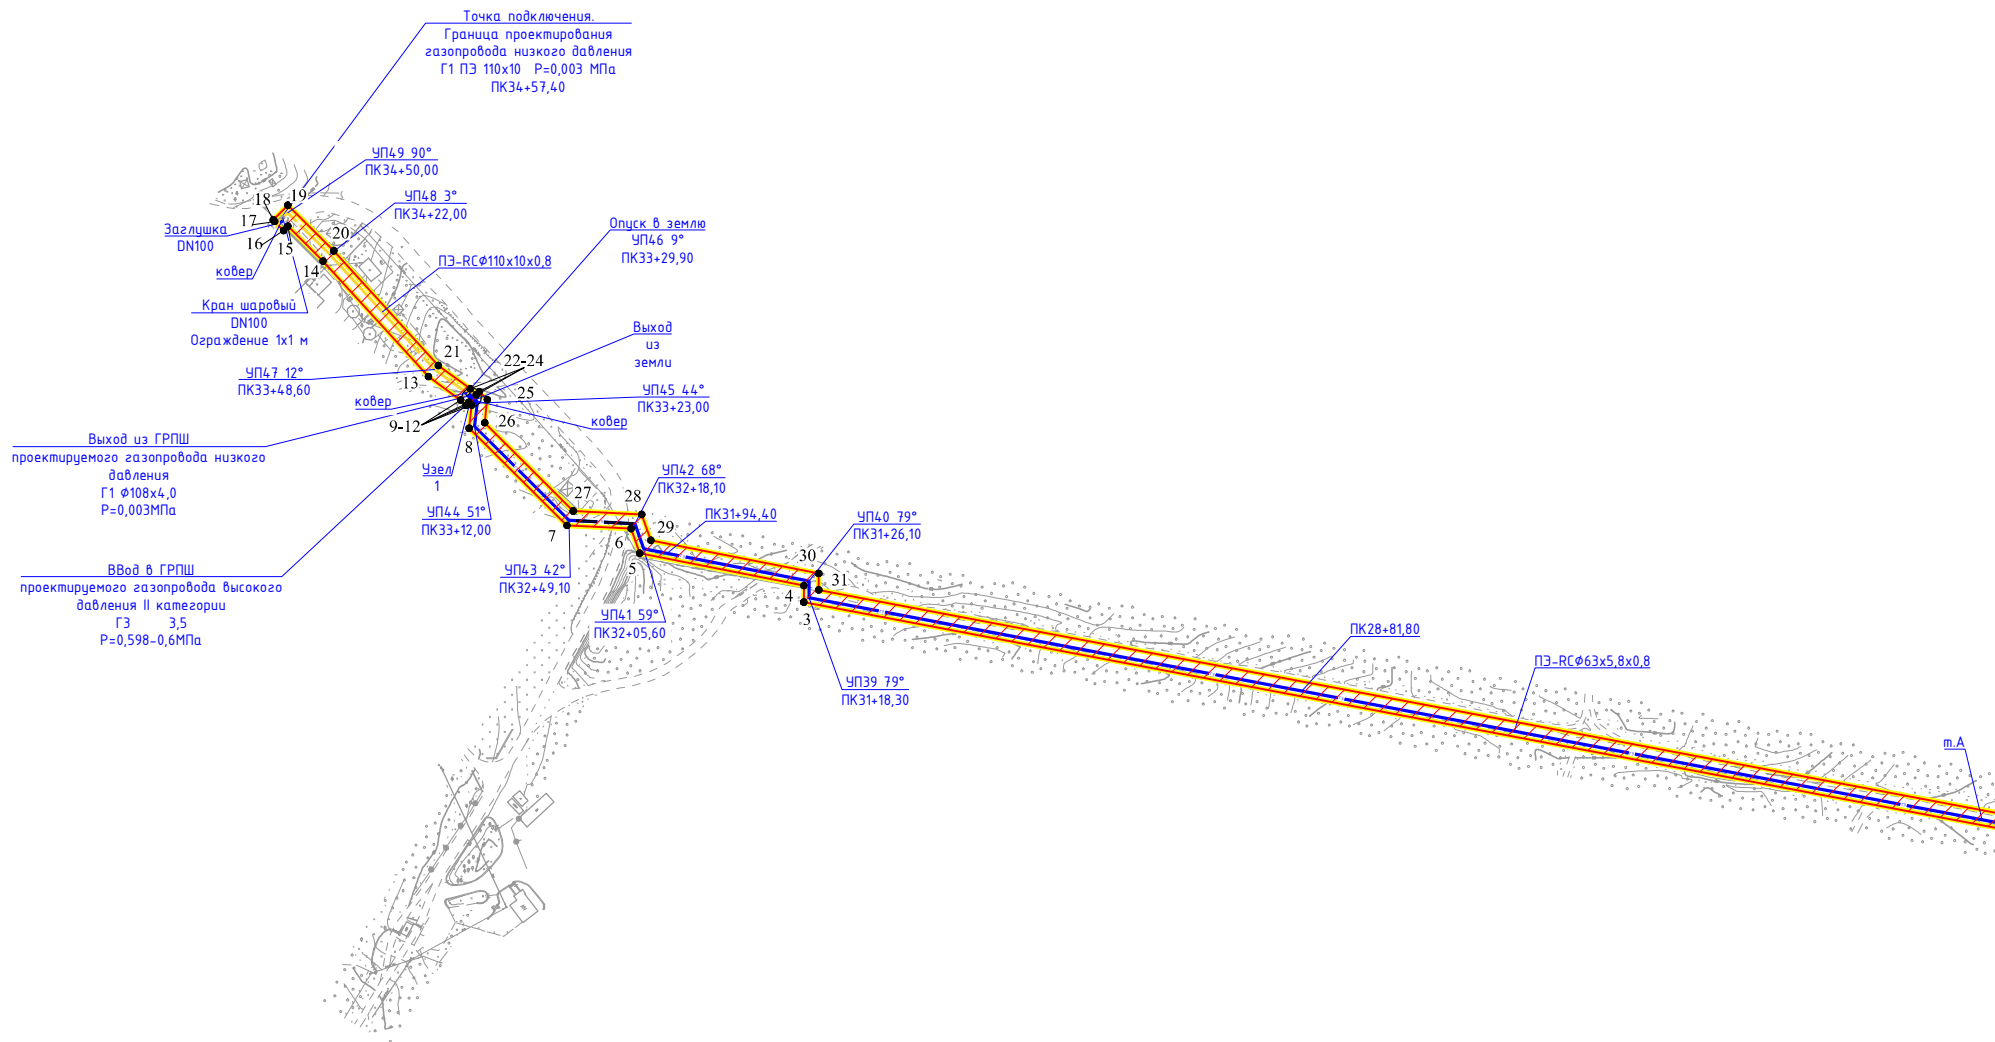 Точка подключения.
Граница проектирования
газопровода низкого давления
Г1 ПЭ 110х10 Р=0,003 МПа
ПК34+57,40
УП49 90°
ПК34+50,00
УП48 3°
ПК34+22,00
18
19
17
Заглушка
DN100
16
15
20
14
ковер
Кран шаровый
DN100
Ограждение 1х1 м
ПЭ-RCФ110х10х0,8
Опуск в землю
УП46 9°
ПК33+29,90
Выход
из
земли
21
22-24
13
УП47 12°
ПК33+48,60
ковер
УП45 44°
ПК33+23,00
25
ковер
26
9-12
8
Выход из ГРПШ
проектируемого газопровода низкого
давления
Г1 Ф108х4,0
Р=0,003МПа
Узел
1
УП42 68°
ПК32+18,10
27
28
29
УП44 51°
ПК33+12,00
7
6
5
ПК31+94,40
УП40 79°
ПК31+26,10
30
31
4
3
ВВод в ГРПШ
проектируемого газопровода высокого
давления II категории
Г3 3,5
Р=0,598-0,6МПа
УП43 42°
ПК32+49,10
УП41 59°
ПК32+05,60
ПК28+81,80
ПЭ-RCФ63х5,8х0,8
УП39 79°
ПК31+18,30
т.А